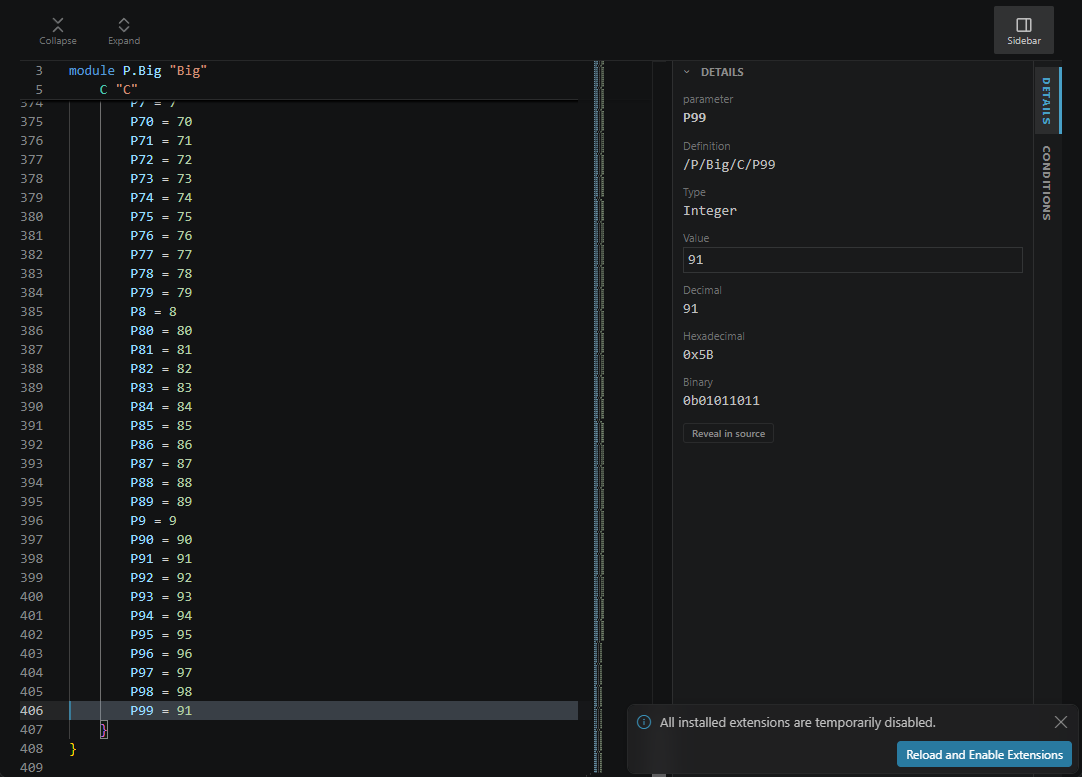 Collapse
Expand
Sidebar
3 module P.Big "Big"
5 C "C"
374 P7 = 7
375 P70 = 70
376 P71 = 71
377 P72 = 72
378 P73 = 73
379 P74 = 74
380 P75 = 75
381 P76 = 76
382 P77 = 77
383 P78 = 78
384 P79 = 79
385 P8 = 8
386 P80 = 80
387 P81 = 81
388 P82 = 82
389 P83 = 83
390 P84 = 84
391 P85 = 85
392 P86 = 86
393 P87 = 87
394 P88 = 88
395 P89 = 89
396 P9 = 9
397 P90 = 90
398 P91 = 91
399 P92 = 92
400 P93 = 93
401 P94 = 94
402 P95 = 95
403 P96 = 96
404 P97 = 97
405 P98 = 98
406 P99 = 91
407 }
408 }
409
DETAILS
parameter
P99
Definition
/P/Big/C/P99
Type
Integer
Value
91
Decimal
91
Hexadecimal
0x5B
Binary
0b01011011
Reveal in source
DETAILS
CONDITIONS
All installed extensions are temporarily disabled.
Reload and Enable Extensions